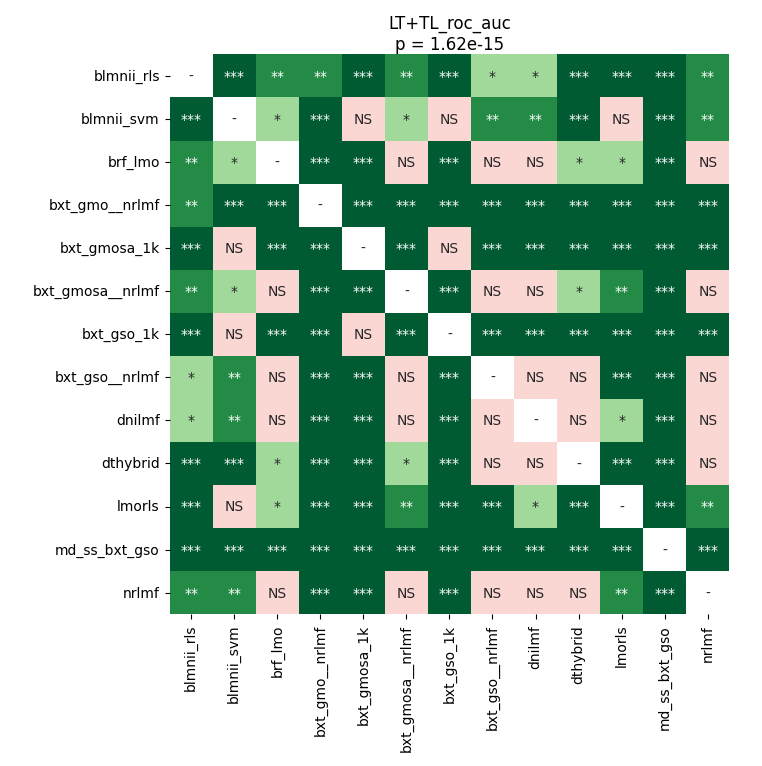 LT+TL_roc_auc
p = 1.62e-15
blmnii_rls - *** ** ** *** ** *** * * *** *** *** **
blmnii_svm *** - * *** NS * NS ** ** *** NS *** **
brf_lmo ** * - *** *** NS *** NS NS * * *** NS
bxt_gmo__nrlmf ** *** *** - *** *** *** *** *** *** *** *** ***
bxt_gmosa_1k *** NS *** *** - *** NS *** *** *** *** *** ***
bxt_gmosa__nrlmf ** * NS *** *** - *** NS NS * ** *** NS
bxt_gso_1k *** NS *** *** NS *** - *** *** *** *** *** ***
bxt_gso__nrlmf * ** NS *** *** NS *** - NS NS *** *** NS
dnilmf * ** NS *** *** NS *** NS - NS * *** NS
dthybrid *** *** * *** *** * *** NS NS - *** *** NS
lmorls *** NS * *** *** ** *** *** * *** - *** **
md_ss_bxt_gso *** *** *** *** *** *** *** *** *** *** *** - ***
nrlmf ** ** NS *** *** NS *** NS NS NS ** *** -
blmnii_rls
blmnii_svm
brf_lmo
bxt_gmo__nrlmf
bxt_gmosa_1k
bxt_gmosa__nrlmf
bxt_gso_1k
bxt_gso__nrlmf
dnilmf
dthybrid
lmorls
md_ss_bxt_gso
nrlmf